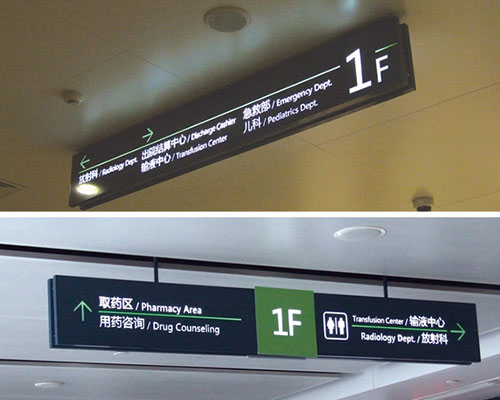 放射科 / Radiology Dept.
出院结算中心 / Discharge Cashier
输液中心 / Transfusion Center
急救部 / Emergency Dept.
儿科 / Pediatrics Dept.
1F
取药区 / Pharmacy Area
用药咨询 / Drug Counseling
1F
Transfusion Center / 输液中心
Radiology Dept. / 放射科